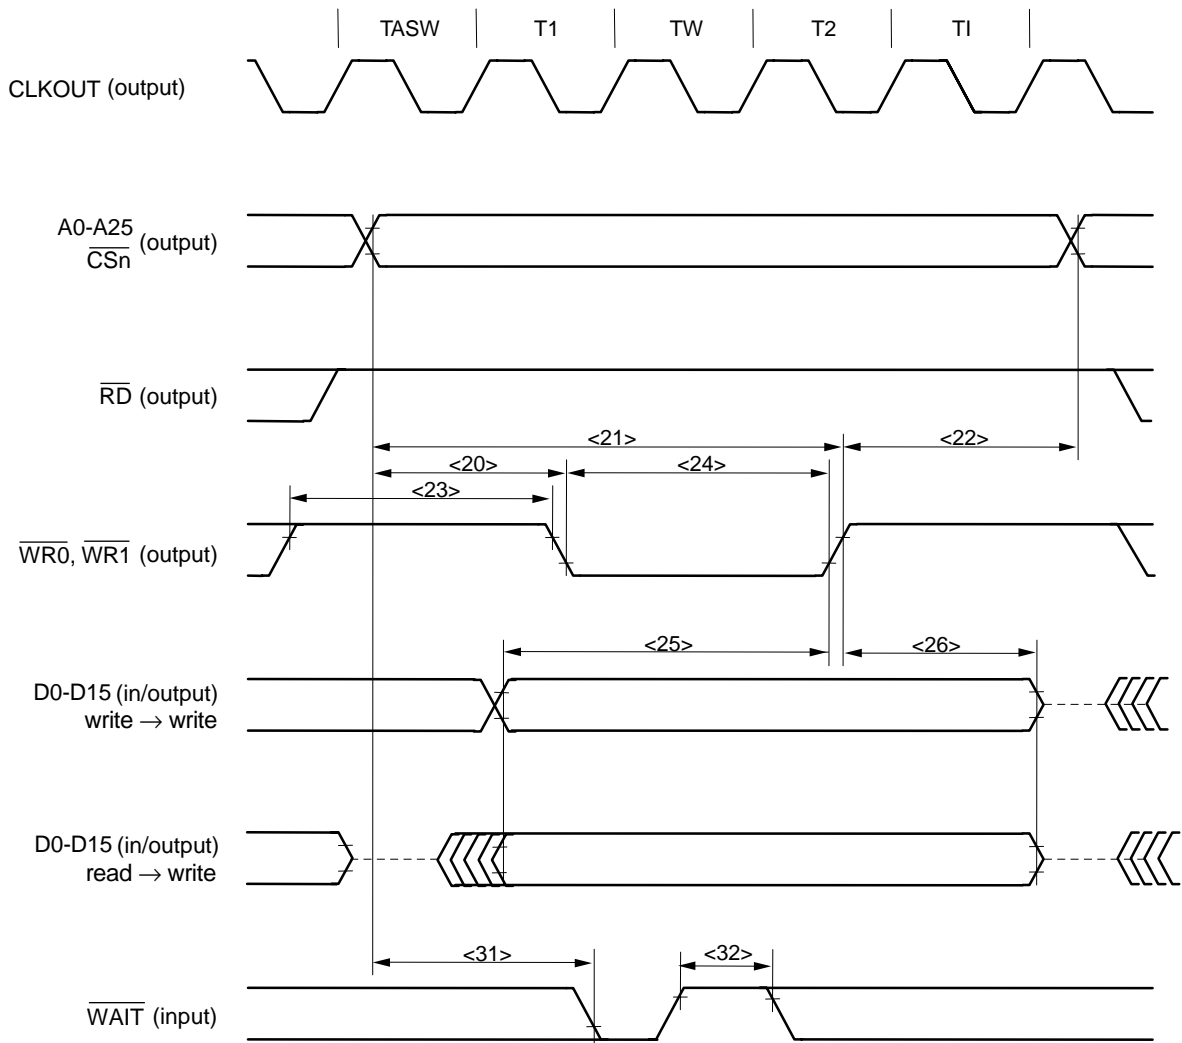 TASW T1 TW T2 TI
CLKOUT (output)
A0-A25
CSn (output)
RD (output)
<21> <22>
<20> <24>
<23>
WR0, WR1 (output)
<25> <26>
D0-D15 (in/output)
write → write
D0-D15 (in/output)
read → write
<31> <32>
WAIT (input)